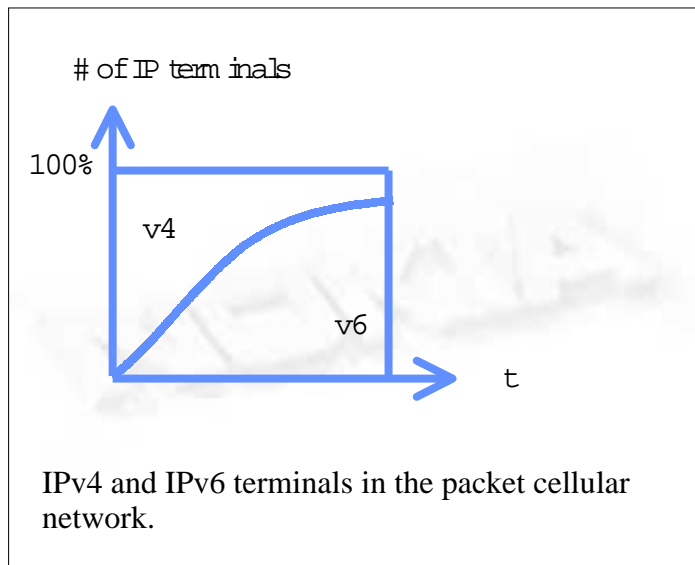 # of IP terminals
100%
v4
v6
t
IPv4 and IPv6 terminals in the packet cellular
network.